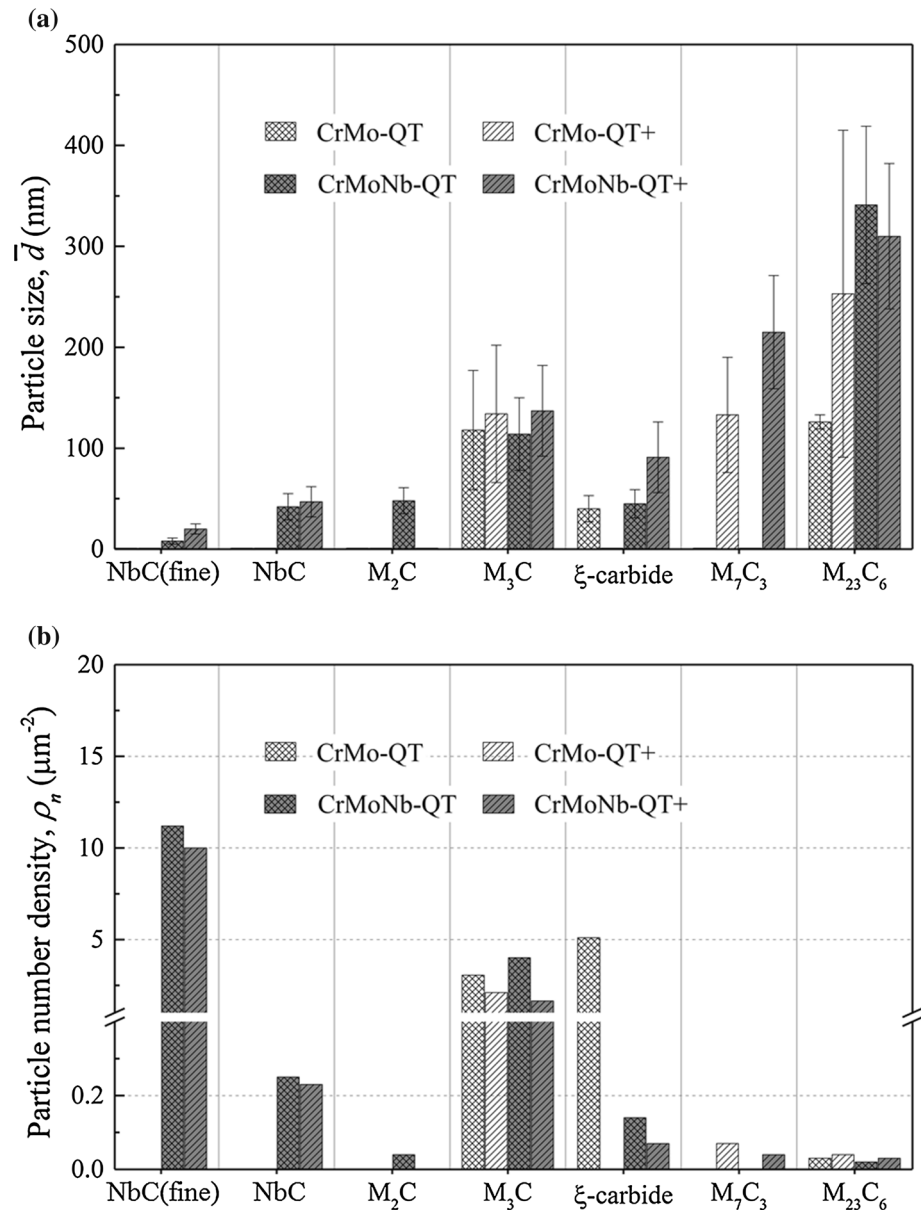 (a)
500
400
300
200
100
0
Particle size, d̄ (nm)
CrMo-QT
CrMo-QT+
CrMoNb-QT
CrMoNb-QT+
NbC(fine)
NbC
M₂C
M₃C
ξ-carbide
M₇C₃
M₂₃C₆
(b)
20
15
10
5
0.2
0.0
Particle number density, ρₙ (μm⁻²)
CrMo-QT
CrMo-QT+
CrMoNb-QT
CrMoNb-QT+
NbC(fine)
NbC
M₂C
M₃C
ξ-carbide
M₇C₃
M₂₃C₆